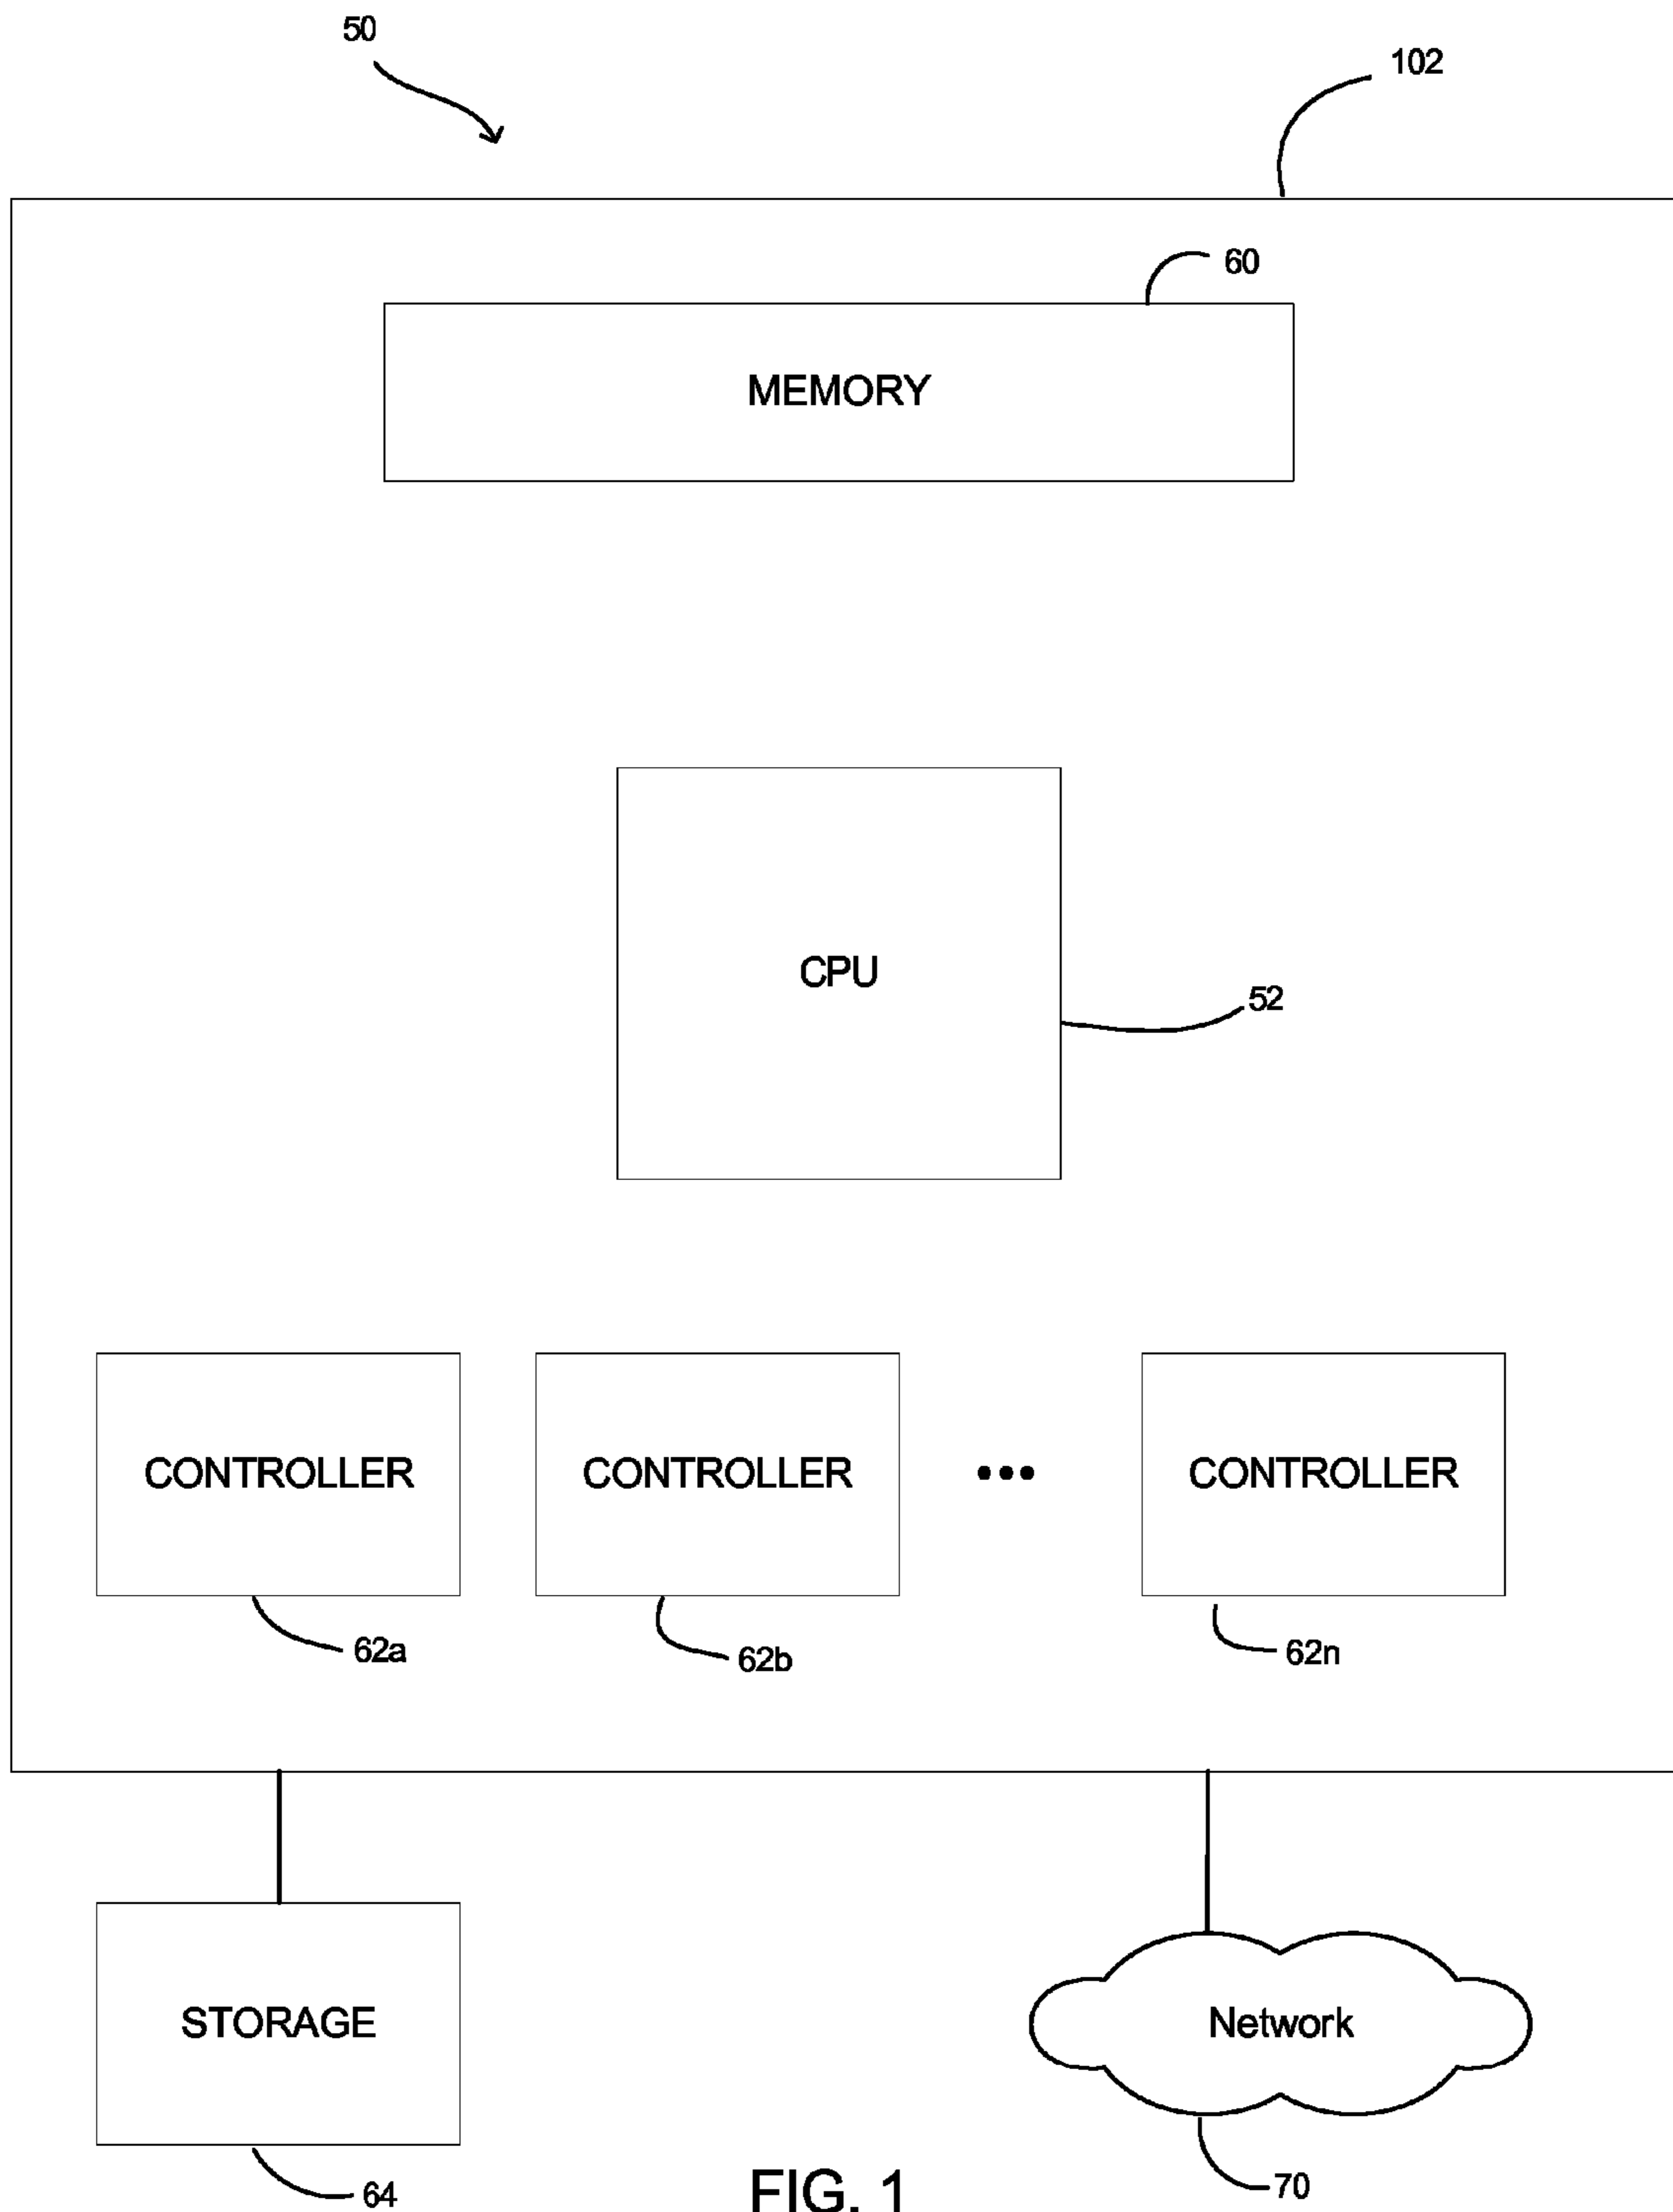 50
102
60
MEMORY
CPU
52
CONTROLLER
CONTROLLER
•••
CONTROLLER
62a
62b
62n
STORAGE
Network
64
70
FIG. 1